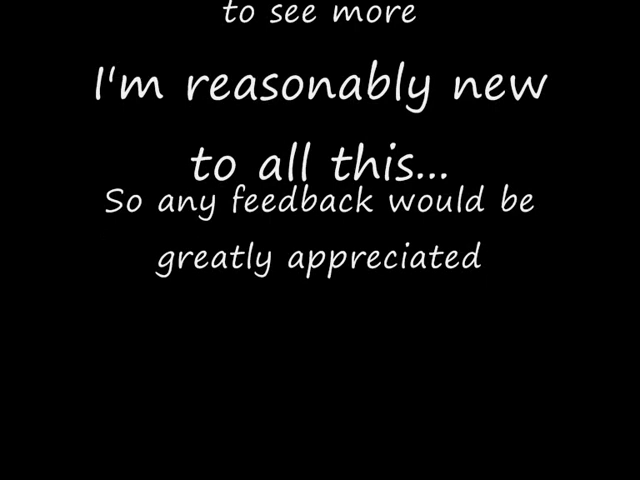 to see more
I'm reasonably new
to all this...
So any feedback would be
greatly appreciated